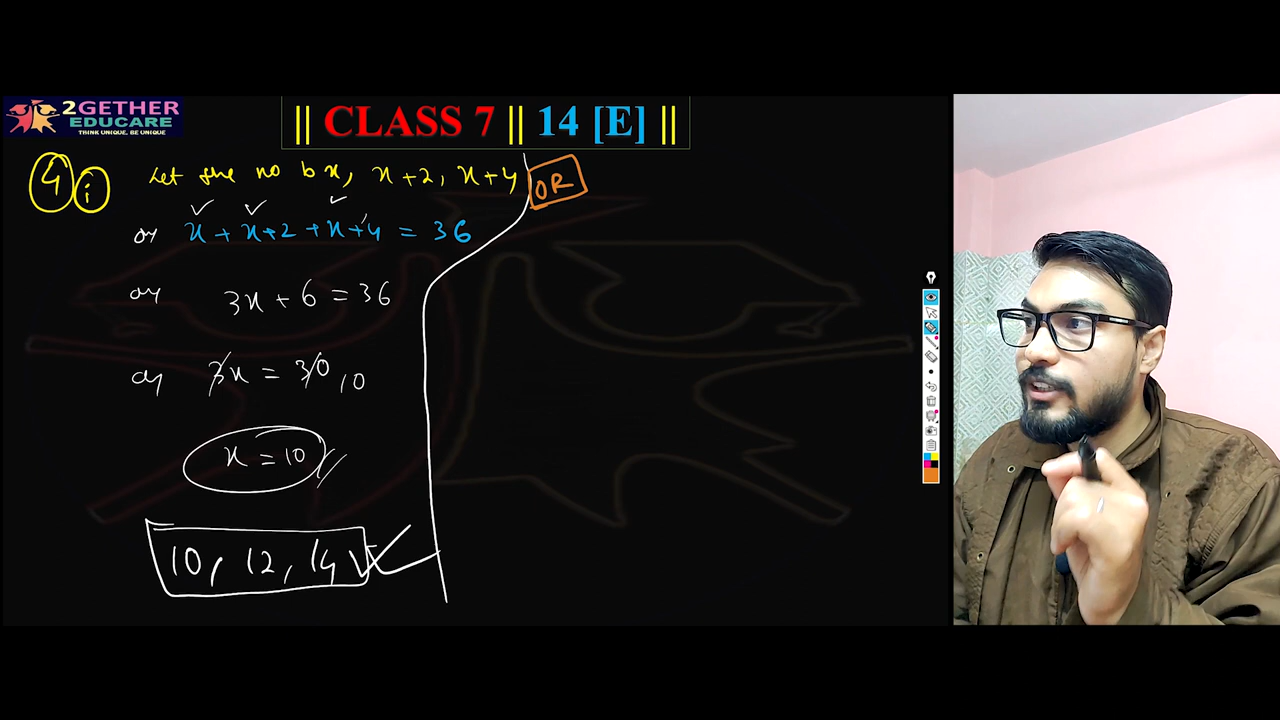 2GETHER
EDUCARE
THINK UNIQUE, BE UNIQUE
|| CLASS 7 || 14 [E] ||
4 i Let the no b x, x+2, x+4
OR
or x + x+2 + x+4 = 36
or 3x + 6 = 36
or 3x = 30 10
x = 10
10, 12, 14